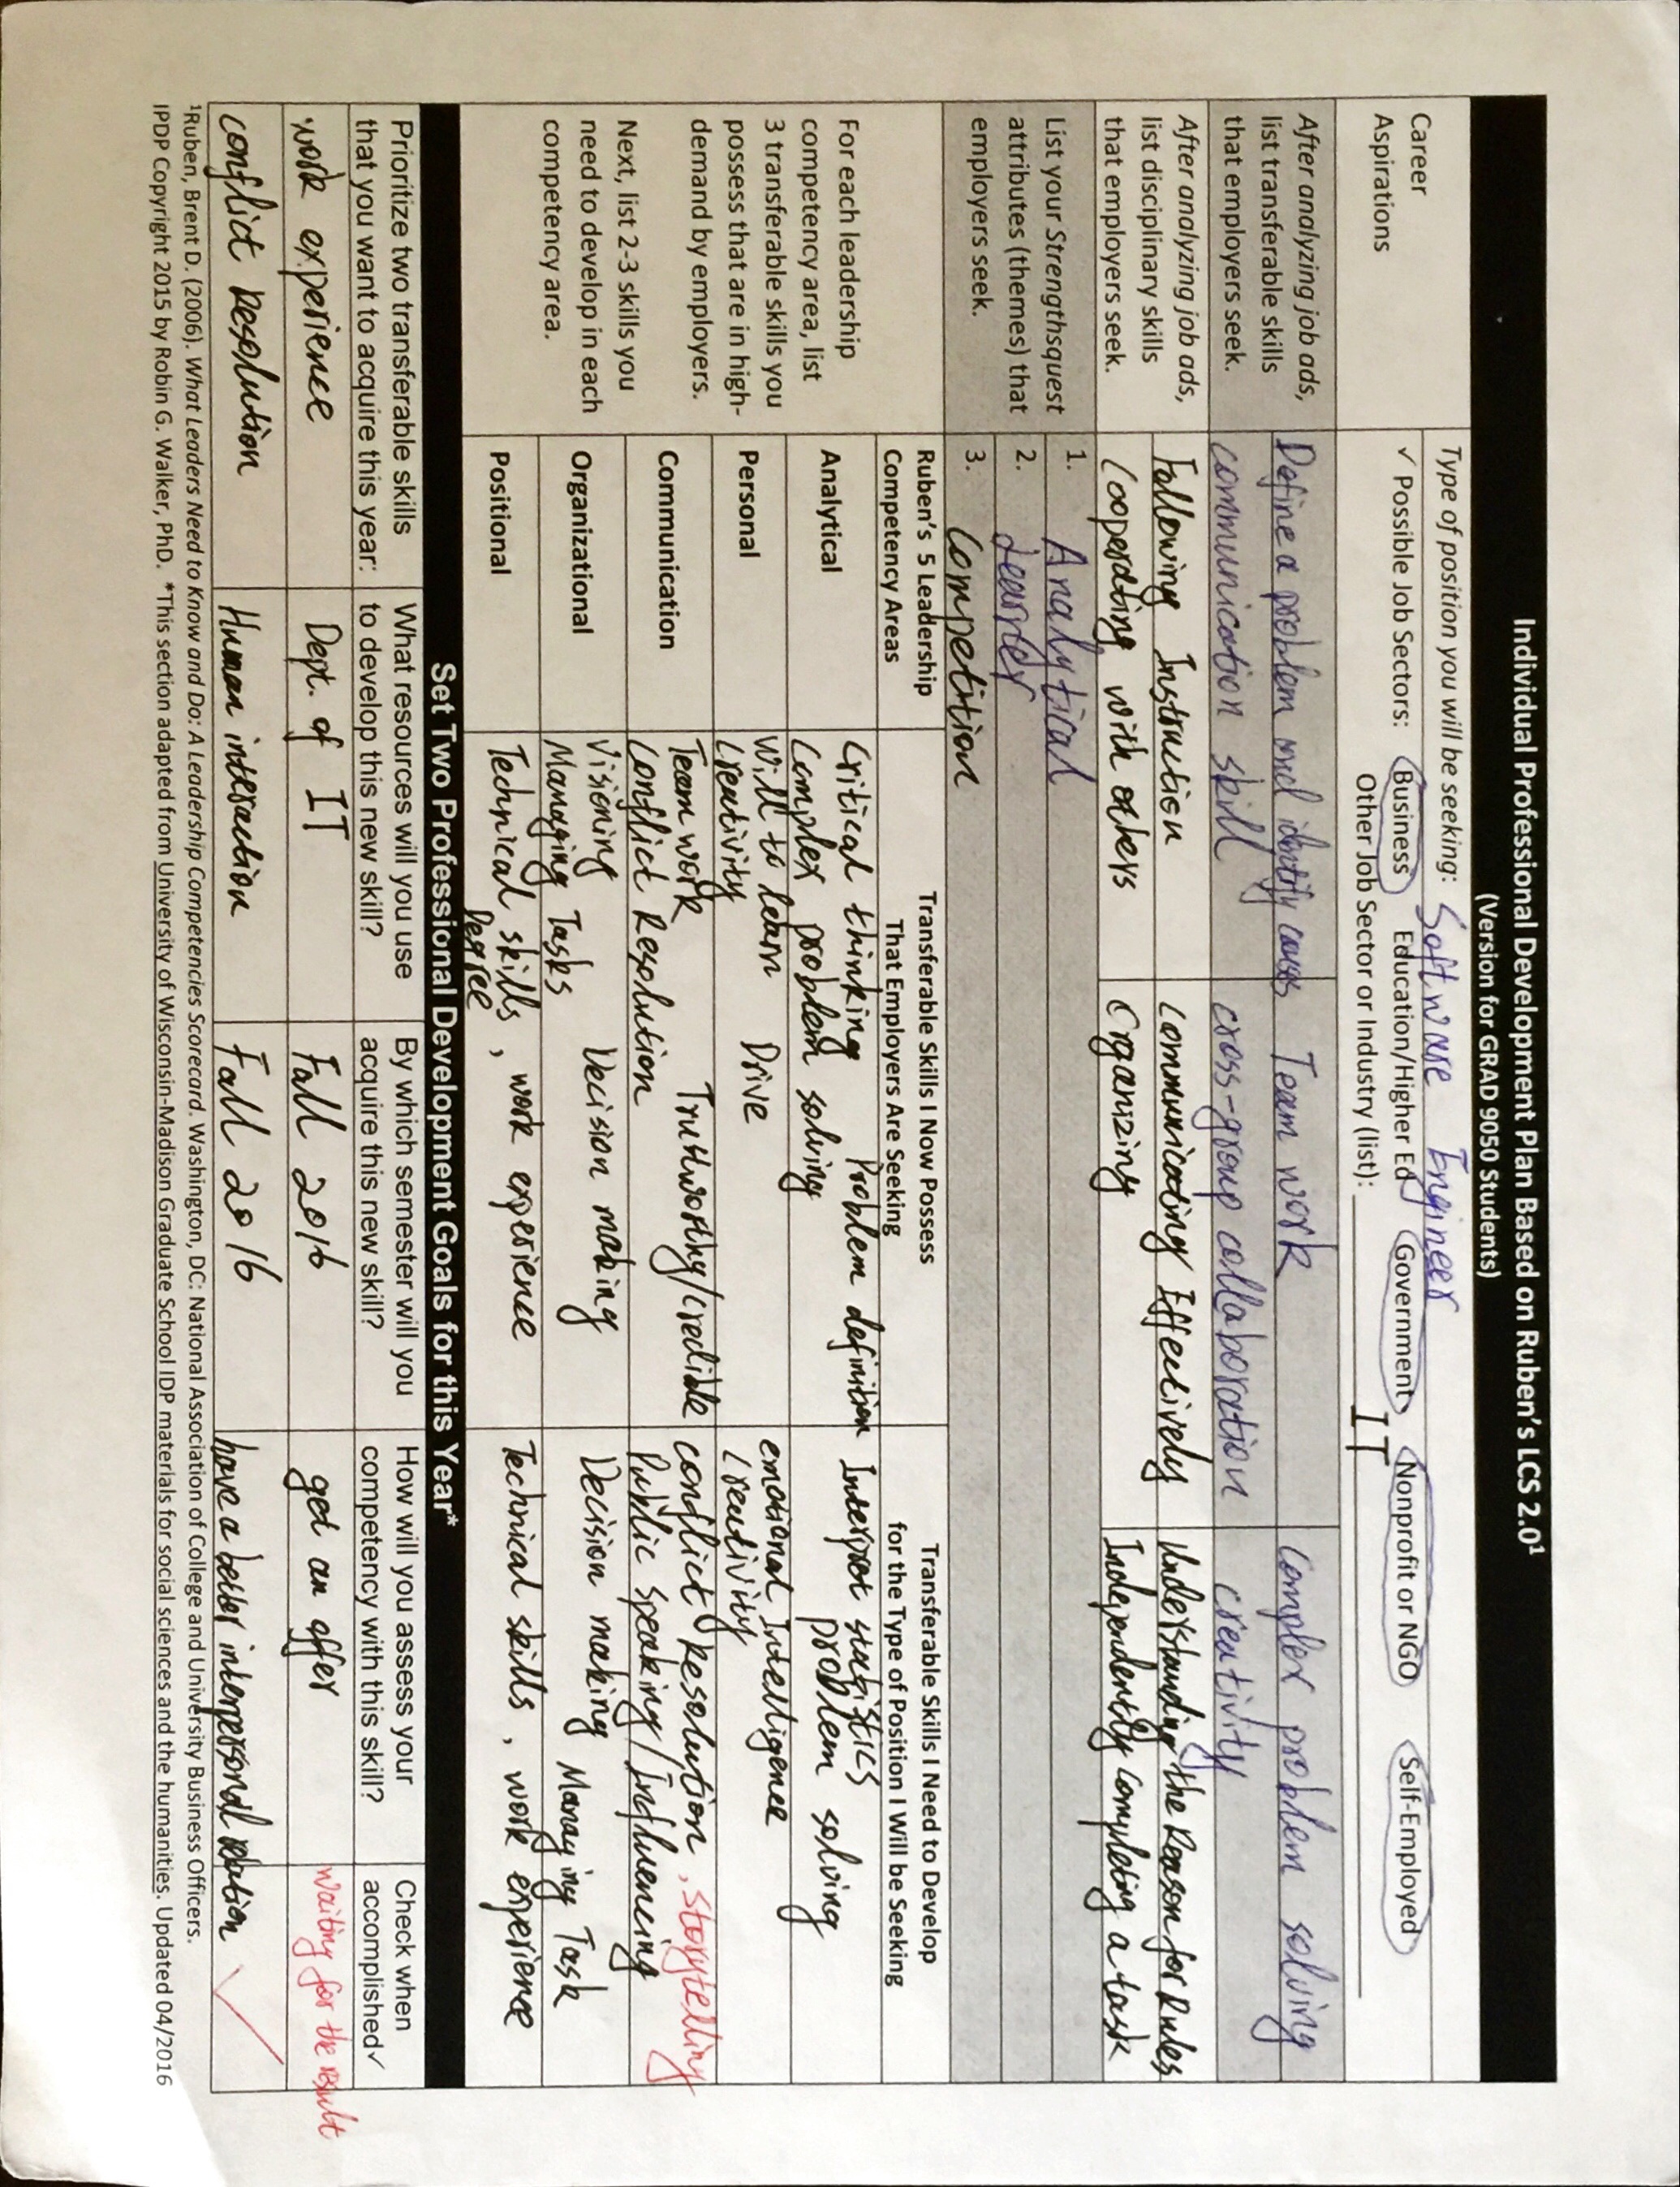 Individual Professional Development Plan Based on Ruben's LCS 2.0¹
(Version for GRAD 9050 Students)
Career
Aspirations
Type of position you will be seeking: Software Engineer
✓ Possible Job Sectors: Business Education/Higher Ed Government Nonprofit or NGO Self-Employed
Other Job Sector or Industry (list): IT
After analyzing job ads,
list transferable skills
that employers seek.
Define a problem and identify causes
Team work
Complex problem solving
communication skill
cross-group collaboration
creativity
After analyzing job ads,
list disciplinary skills
that employers seek.
Following Instruction
Communicating Effectively
Understanding the Reason for Rules
Cooperating with others
Organizing
Independently Completing a task
List your Strengthsquest
attributes (themes) that
employers seek.
1. Analytical
2. Learner
3. Competition
For each leadership
competency area, list
3 transferable skills you
possess that are in high-
demand by employers.
Next, list 2-3 skills you
need to develop in each
competency area.
Ruben's 5 Leadership
Competency Areas
Transferable Skills I Now Possess
That Employers Are Seeking
Transferable Skills I Need to Develop
for the Type of Position I Will be Seeking
Analytical
Critical thinking Problem definition
Complex problem solving
Interpret statistics
problem solving
Personal
Will to learn Drive
Creativity
emotional Intelligence
Creativity
Communication
Team work Trustworthy/credible
Conflict Resolution
conflict Resolution, storytelling
Public speaking/Influencing
Organizational
Visioning Decision making
Managing Tasks
Decision making Managing Task
Positional
Technical skills, work experience
Degree
Technical skills, work experience
Set Two Professional Development Goals for this Year*
Prioritize two transferable skills
that you want to acquire this year:
What resources will you use
to develop this new skill?
By which semester will you
acquire this new skill?
How will you assess your
competency with this skill?
Check when
accomplished✓
work experience
Dept. of IT
Fall 2016
get an offer
waiting for the result
conflict Resolution
Human interaction
Fall 2016
have a better interpersonal relation
✓
¹Ruben, Brent D. (2006). What Leaders Need to Know and Do: A Leadership Competencies Scorecard. Washington, DC: National Association of College and University Business Officers.
IPDP Copyright 2015 by Robin G. Walker, PhD. *This section adapted from University of Wisconsin-Madison Graduate School IDP materials for social sciences and the humanities. Updated 04/2016